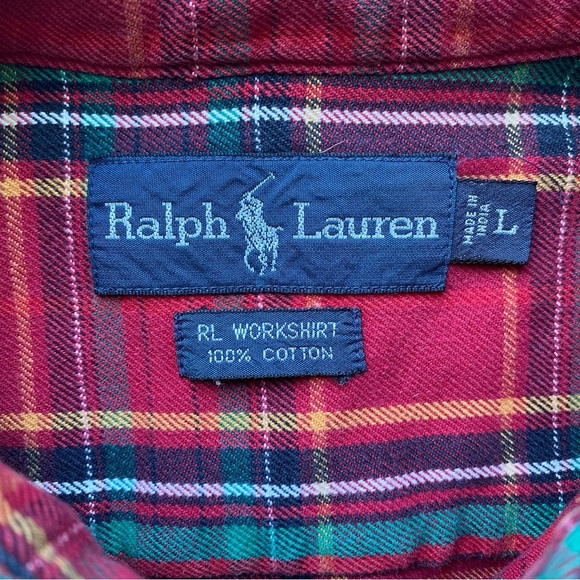 Ralph Lauren
MADE IN
INDIA
L
RL WORKSHIRT
100% COTTON